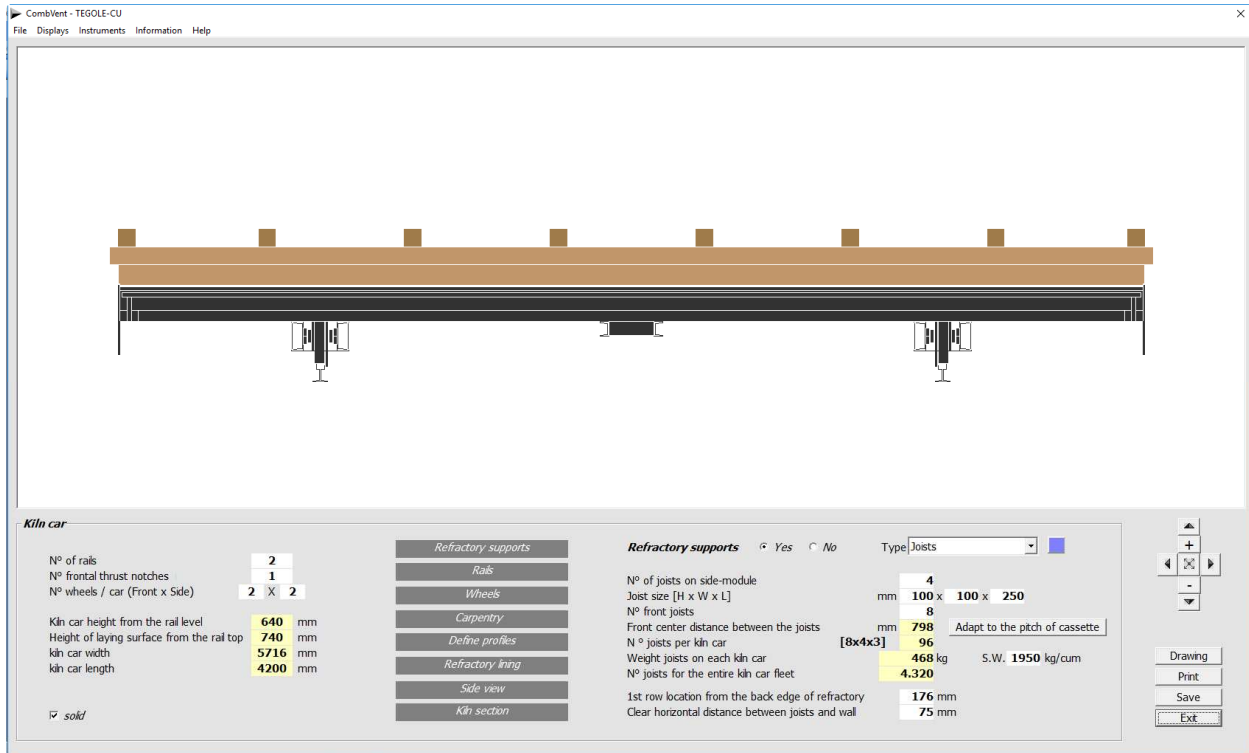 CombVent - TEGOLE-CU
File Displays Instruments Information Help
Kiln car
Nº of rails 2
Nº frontal thrust notches 1
Nº wheels / car (Front x Side) 2 X 2
Kiln car height from the rail level 640 mm
Height of laying surface from the rail top 740 mm
kiln car width 5716 mm
kiln car length 4200 mm
sold
Refractory supports
Rails
Wheels
Carpentry
Define profiles
Refractory lining
Side view
Kiln section
Refractory supports Yes No Type Joists
Nº of joists on side-module 4
Joist size [H x W x L] mm 100 x 100 x 250
Nº front joists 8
Front center distance between the joists mm 798 Adapt to the pitch of cassette
N º joists per kiln car [8x4x3] 96
Weight joists on each kiln car 468 kg S.W. 1950 kg/cum
Nº joists for the entire kiln car fleet 4.320
1st row location from the back edge of refractory 176 mm
Clear horizontal distance between joists and wall 75 mm
+
-
Drawing
Print
Save
Exit